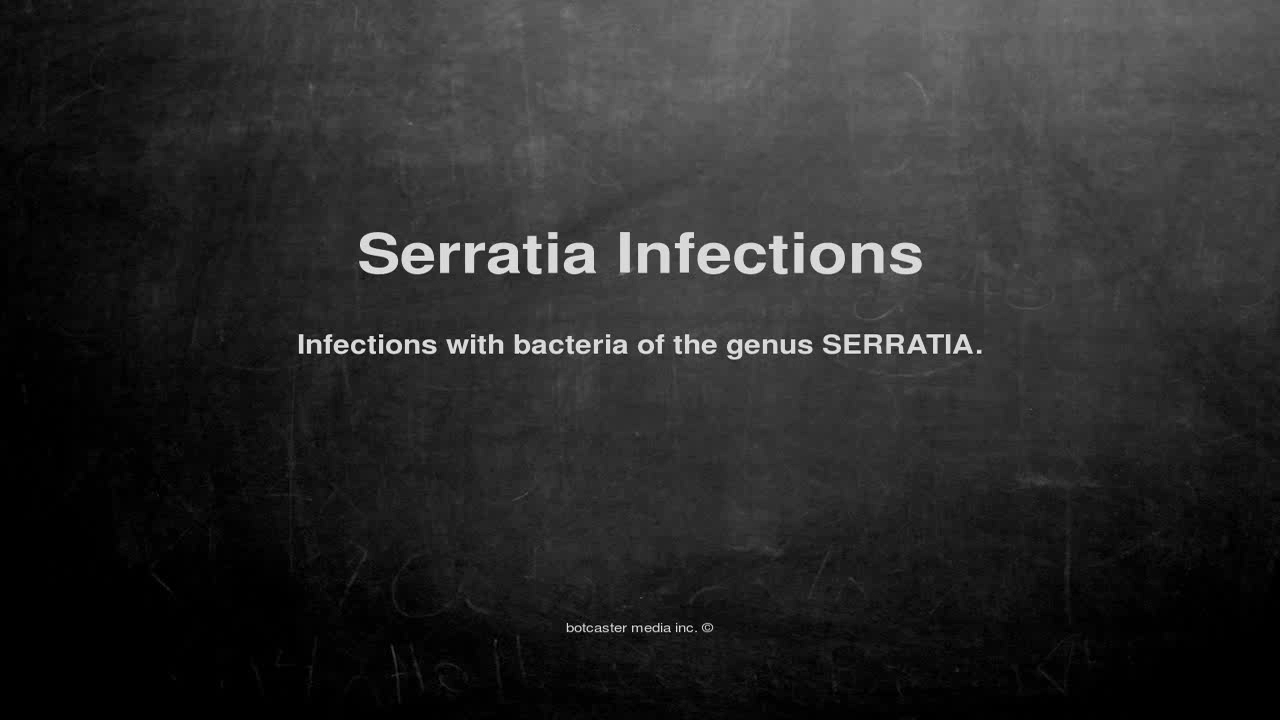 Serratia Infections
Infections with bacteria of the genus SERRATIA.
botcaster media inc. ©